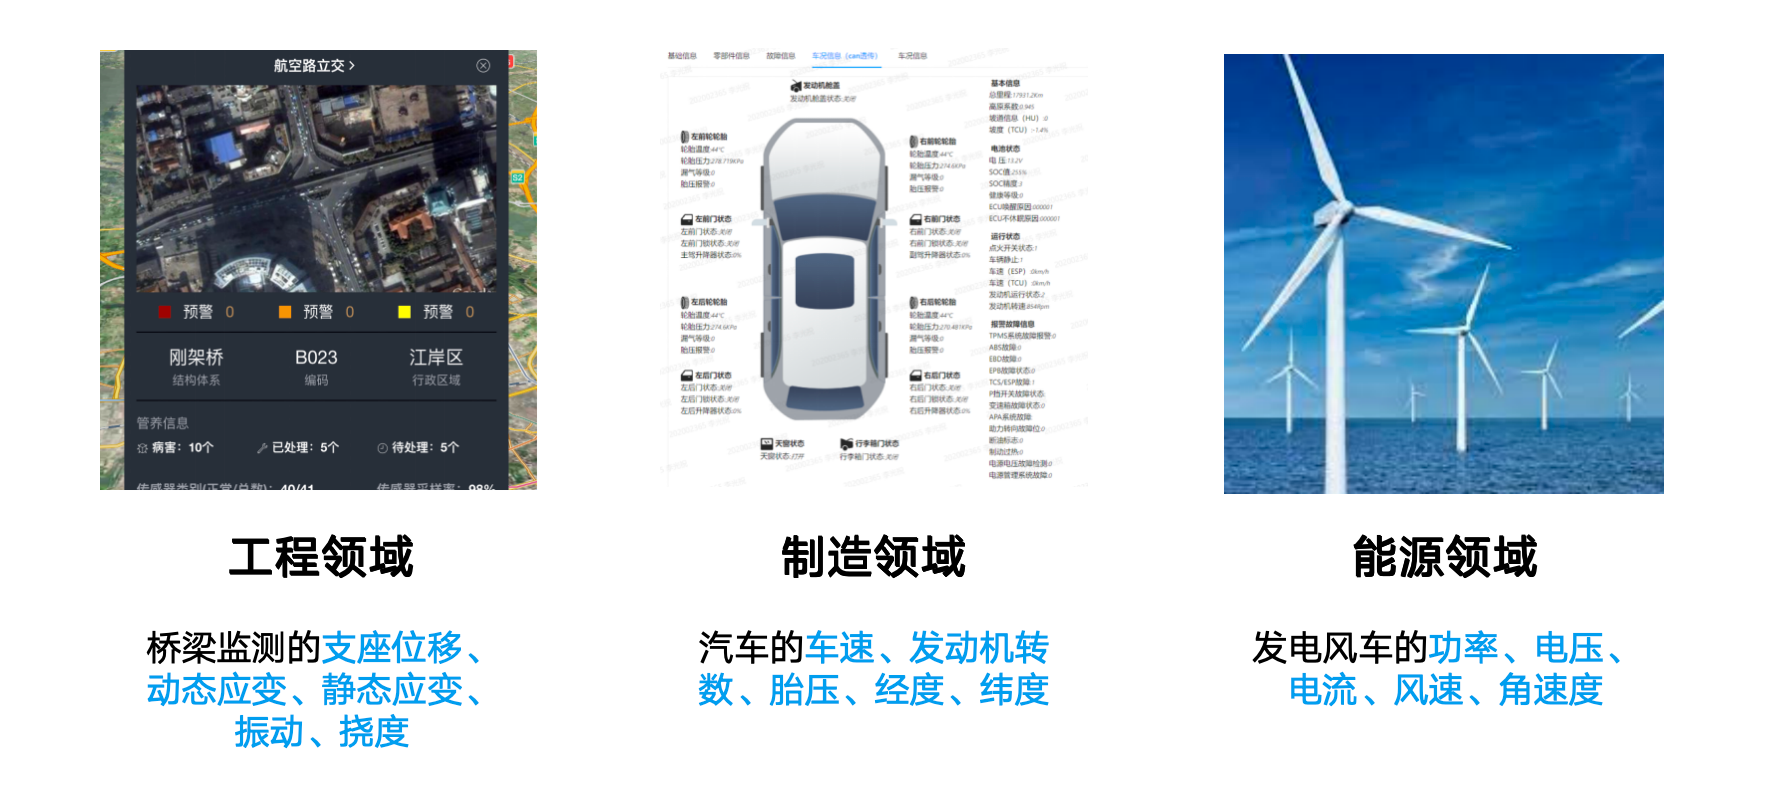 航空路立交 >
52
预警 0 预警 0 预警 0
刚架桥 B023 江岸区
结构体系 编码 行政区域
管养信息
病害：10个 已处理：5个 待处理：5个
传感器类别(正常/总数)：40/41 传感器采样率：98%
基础信息 零部件信息 故障信息 车况信息（can透传） 车况信息
发动机舱盖
发动机舱盖状态:关闭
左前轮轮胎
轮胎温度:44°C
轮胎压力:278.719KPa
漏气等级:0
胎压报警:0
左前门状态
左前门状态:关闭
左前门锁状态:关闭
主驾升降器状态:0%
左后轮轮胎
轮胎温度:44°C
轮胎压力:274.6KPa
漏气等级:0
胎压报警:0
左后门状态
左后门状态:关闭
左后门锁状态:关闭
左后升降器状态:0%
天窗状态
天窗状态:打开
行李箱门状态
行李箱门状态:关闭
右前轮轮胎
轮胎温度:44°C
轮胎压力:274.6KPa
漏气等级:0
胎压报警:0
右前门状态
右前门状态:关闭
右前门锁状态:关闭
副驾升降器状态:0%
右后轮轮胎
轮胎温度:44°C
轮胎压力:270.481KPa
漏气等级:0
胎压报警:0
右后门状态
右后门状态:关闭
右后门锁状态:关闭
右后升降器状态:0%
基本信息
总里程:17931.2Km
高原系数:0.945
坡道信息（HU）:0
坡度（TCU）:-1.4%
电池状态
电压:13.2V
SOC值:255%
SOC精度:3
健康等级:0
ECU唤醒原因:000001
ECU不休眠原因:000001
运行状态
点火开关状态:1
车辆静止:1
车速（ESP）:0km/h
车速（TCU）:0km/h
发动机运行状态:2
发动机转速:854Rpm
报警故障信息
TPMS系统故障报警:0
ABS故障:0
EBD故障:0
EPB故障状态:0
TCS/ESP故障:1
P挡开关故障状态:
变速箱故障状态:0
APA系统故障:
助力转向故障位:0
断油标志:0
制动过热:0
电源电压故障检测:0
电源管理系统故障:0
工程领域
桥梁监测的支座位移、
动态应变、静态应变、
振动、挠度
制造领域
汽车的车速、发动机转
数、胎压、经度、纬度
能源领域
发电风车的功率、电压、
电流、风速、角速度